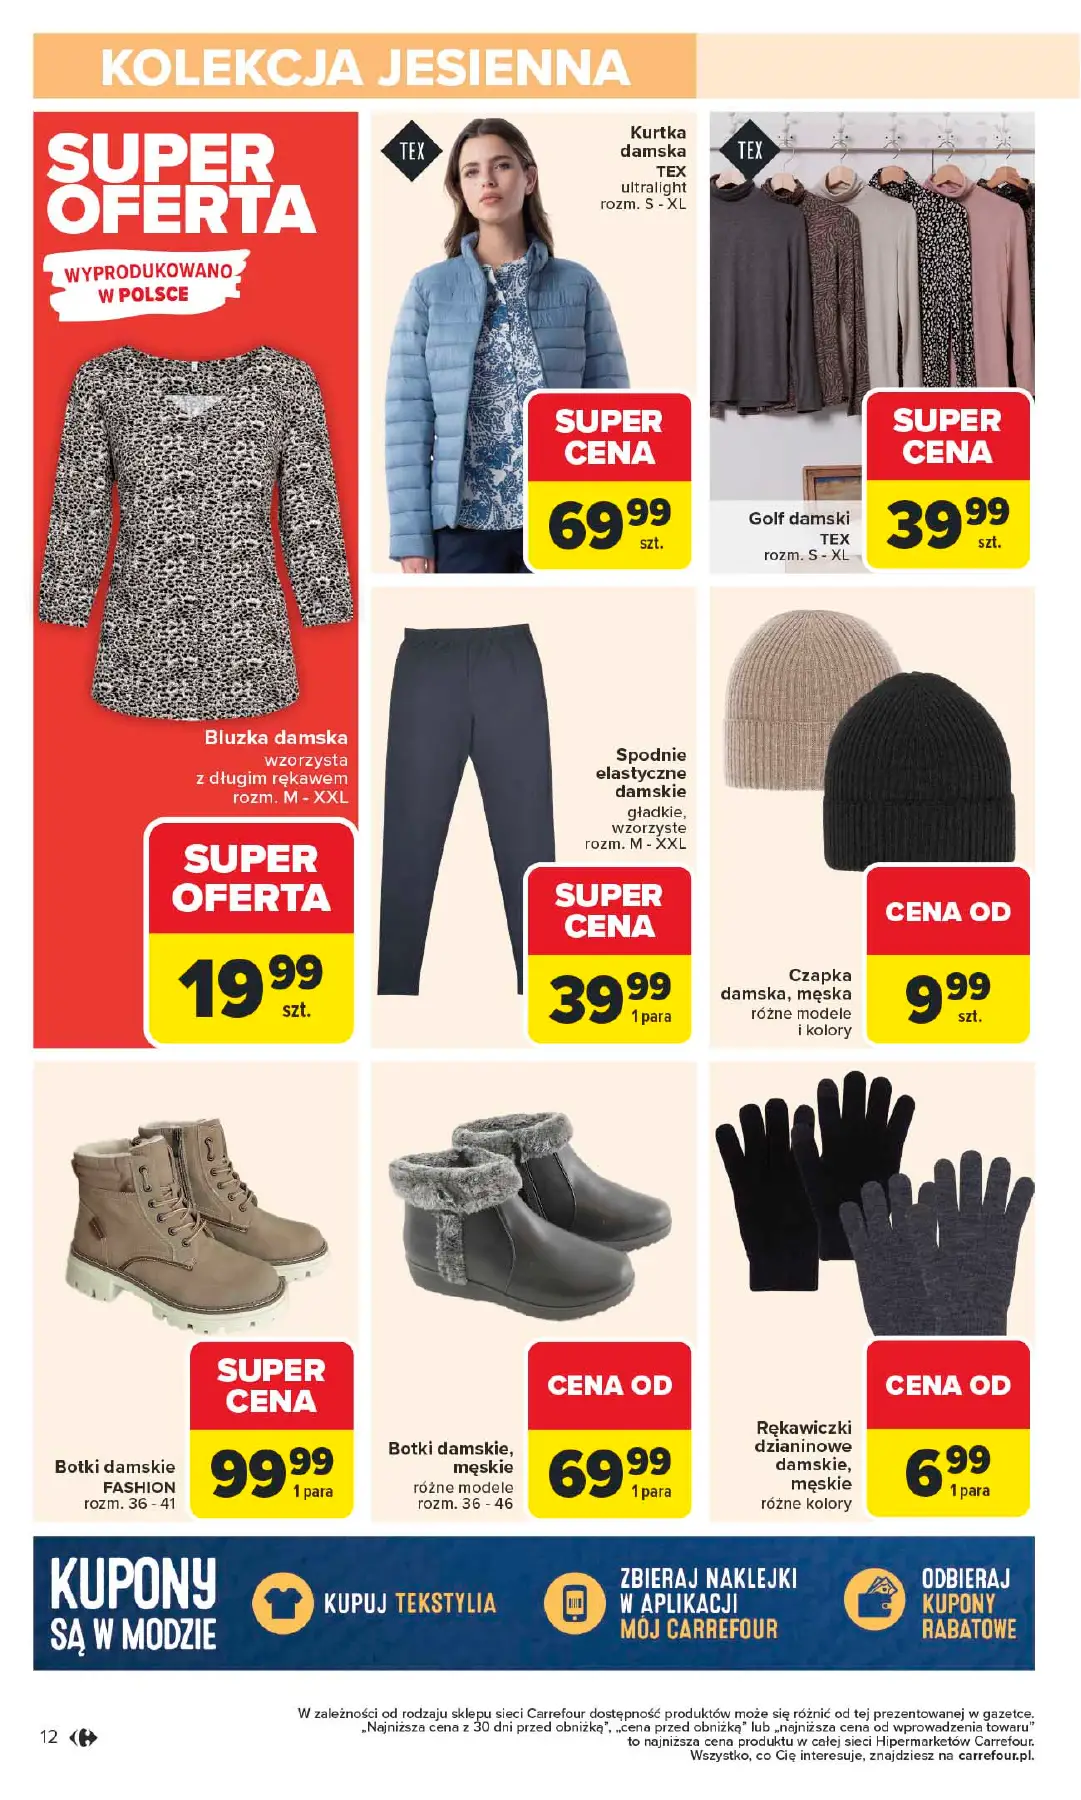 KOLEKCJA JESIENNA
SUPER
OFERTA
WYPRODUKOWANO
W POLSCE
Bluzka damska
wzorzysta
z długim rękawem
rozm. M - XXL
SUPER
OFERTA
19 99
szt.
TEX
Kurtka
damska
TEX
ultralight
rozm. S - XL
SUPER
CENA
69 99
szt.
TEX
Golf damski
TEX
rozm. S - XL
SUPER
CENA
39 99
szt.
Spodnie
elastyczne
damskie
gładkie,
wzorzyste
rozm. M - XXL
SUPER
CENA
39 99
1 para
Czapka
damska, męska
różne modele
i kolory
CENA OD
9 99
szt.
Botki damskie
FASHION
rozm. 36 - 41
SUPER
CENA
99 99
1 para
Botki damskie,
męskie
różne modele
rozm. 36 - 46
CENA OD
69 99
1 para
Rękawiczki
dzianinowe
damskie,
męskie
różne kolory
CENA OD
6 99
1 para
KUPONY
SĄ W MODZIE
KUPUJ TEKSTYLIA
ZBIERAJ NAKLEJKI
W APLIKACJI
MÓJ CARREFOUR
ODBIERAJ
KUPONY
RABATOWE
12
W zależności od rodzaju sklepu sieci Carrefour dostępność produktów może się różnić od tej prezentowanej w gazetce.
„Najniższa cena z 30 dni przed obniżką”, „cena przed obniżką” lub „najniższa cena od wprowadzenia towaru”
to najniższa cena produktu w całej sieci Hipermarketów Carrefour.
Wszystko, co Cię interesuje, znajdziesz na carrefour.pl.